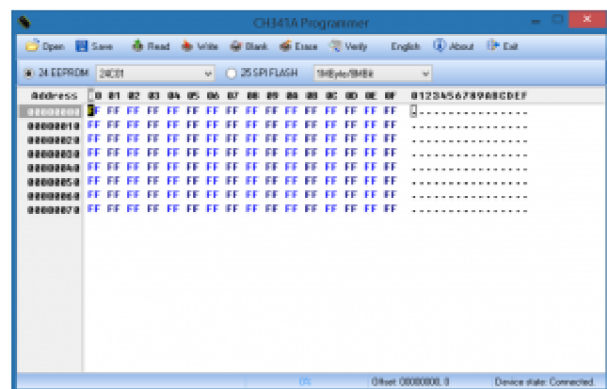 CH341A Programmer
Open Save Read Write Blank Erase Verify English About Exit
24 EEPROM 24C01 25 SPI FLASH 1MByte/8MBit
Address 00 01 02 03 04 05 06 07 08 09 0A 0B 0C 0D 0E 0F 0123456789ABCDEF
00000000 FF FF FF FF FF FF FF FF FF FF FF FF FF FF FF FF ................
00000010 FF FF FF FF FF FF FF FF FF FF FF FF FF FF FF FF ................
00000020 FF FF FF FF FF FF FF FF FF FF FF FF FF FF FF FF ................
00000030 FF FF FF FF FF FF FF FF FF FF FF FF FF FF FF FF ................
00000040 FF FF FF FF FF FF FF FF FF FF FF FF FF FF FF FF ................
00000050 FF FF FF FF FF FF FF FF FF FF FF FF FF FF FF FF ................
00000060 FF FF FF FF FF FF FF FF FF FF FF FF FF FF FF FF ................
00000070 FF FF FF FF FF FF FF FF FF FF FF FF FF FF FF FF ................
0% Offset: 00000000, 0 Device state: Connected.